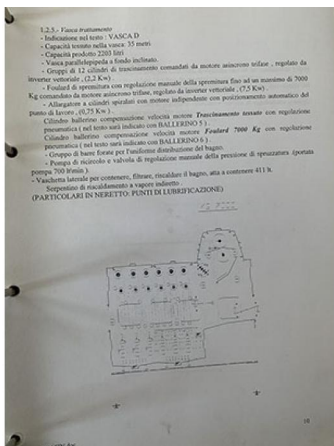 1.2.5.- Vasca trattamento
- Indicazione nel testo : VASCA D
- Capacità tessuto nella vasca: 35 metri
- Capacità prodotto 2203 litri
- Vasca parallelepipeda a fondo inclinato.
- Gruppi di 12 cilindri di trascinamento comandati da motore asincrono trifase , regolato da
inverter vettoriale , (2,2 Kw) .
- Foulard di spremitura con regolazione manuale della spremitura fino ad un massimo di 7000
Kg comandato da motore asincrono trifase, regolato da inverter vettoriale , (7,5 Kw) .
- Allargatore a cilindri spiralati con motore indipendente con posizionamento automatico del
punto di lavoro , (0,75 Kw ) .
Cilindro ballerino compensazione velocità motore Trascinamento tessuto con regolazione
pneumatica ( nel testo sarà indicato con BALLERINO 5 ) .
Cilindro ballerino compensazione velocità motore Foulard 7000 Kg con regolazione
pneumatica ( nel testo sarà indicato con BALLERINO 6 ) .
- Gruppo di barre forate per l'uniforme distribuzione del bagno.
- Pompa di ricircolo e valvola di regolazione manuale della pressione di spruzzatura (portata
pompa 700 lt/min ).
- Vaschetta laterale per contenere, filtrare, riscaldare il bagno, atta a contenere 411 lt.
Serpentino di riscaldamento a vapore indiretto .
(PARTICOLARI IN NERETTO: PUNTI DI LUBRIFICAZIONE)